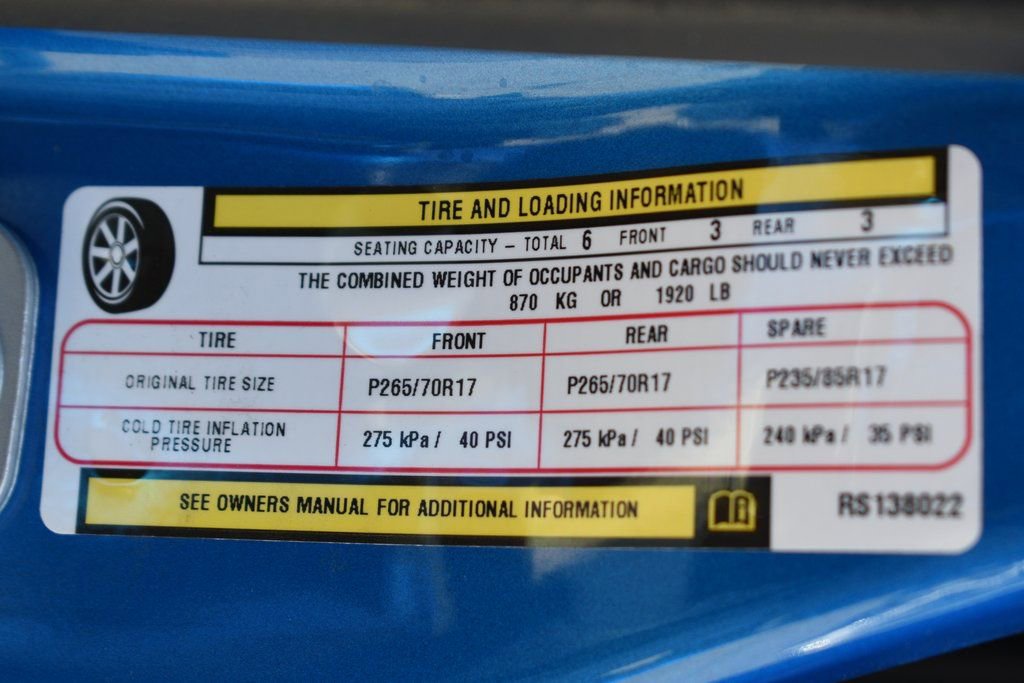 TIRE AND LOADING INFORMATION
SEATING CAPACITY – TOTAL 6 FRONT 3 REAR 3
THE COMBINED WEIGHT OF OCCUPANTS AND CARGO SHOULD NEVER EXCEED
870 KG OR 1920 LB
TIRE FRONT REAR SPARE
ORIGINAL TIRE SIZE P265/70R17 P265/70R17 P235/85R17
COLD TIRE INFLATION
PRESSURE 275 kPa / 40 PSI 275 kPa / 40 PSI 240 kPa / 35 PSI
SEE OWNERS MANUAL FOR ADDITIONAL INFORMATION
RS138022